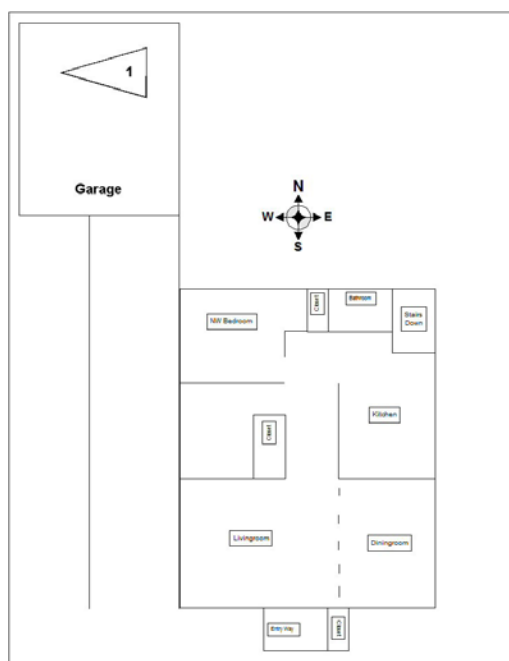 1
Garage
N
W E
S
NW Bedroom
Closet
Bathroom
Stairs
Down
Kitchen
Closet
Livingroom
Diningroom
Entry Way
Closet